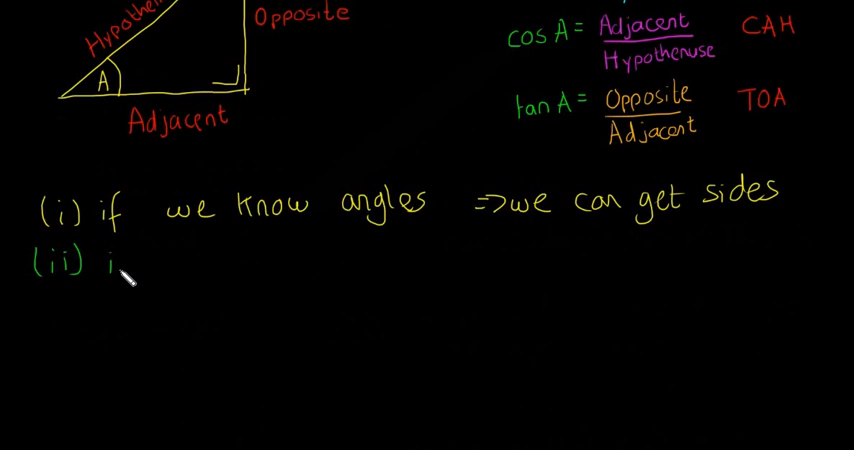 Hypothen
Opposite
A
Adjacent
cos A = Adjacent / Hypothenuse CAH
tan A = Opposite / Adjacent TOA
(i) if we know angles => we can get sides
(ii) i